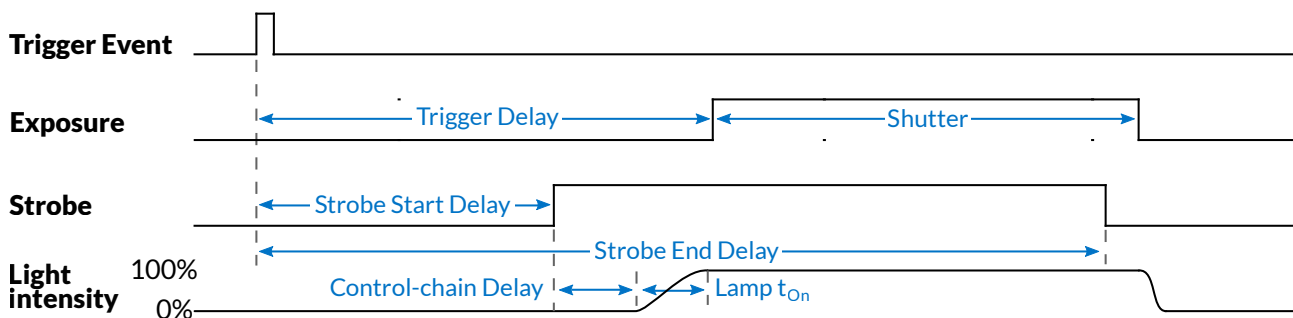 Trigger Event
Trigger Delay
Exposure
Shutter
Strobe
Strobe Start Delay
Strobe End Delay
Light
intensity
100%
Control-chain Delay
Lamp tOn
0%